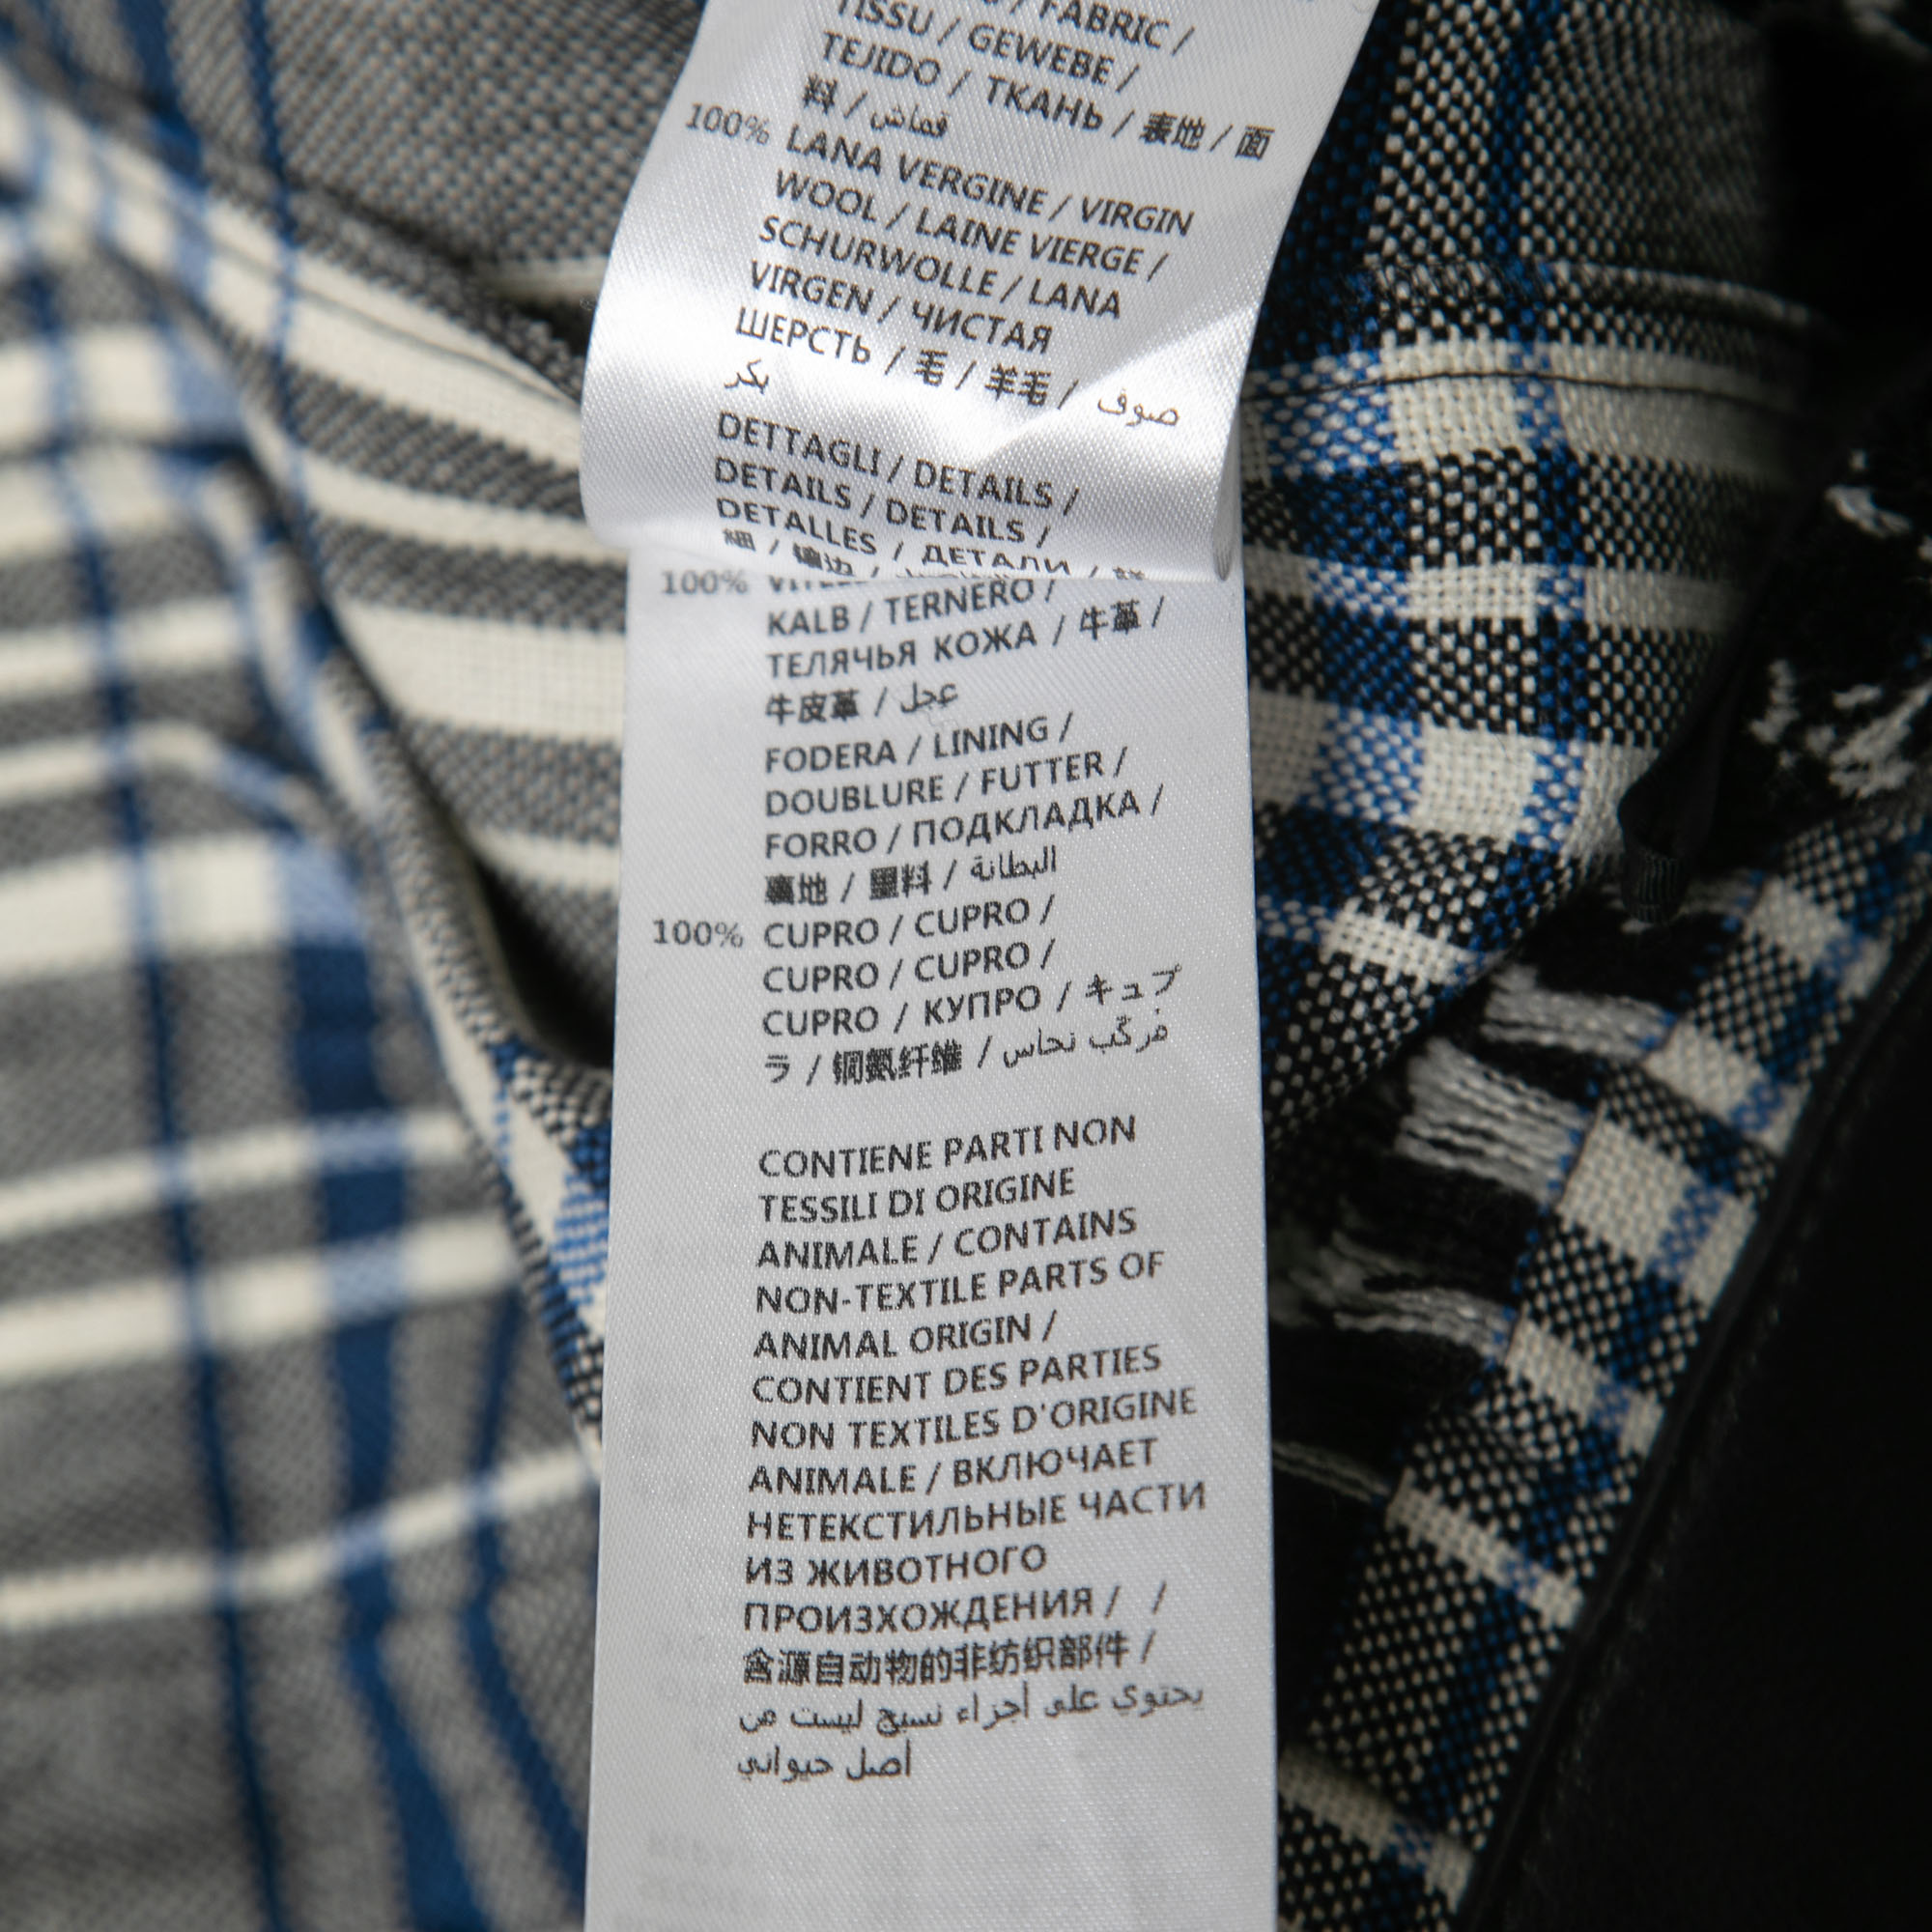 / FABRIC /
TISSU / GEWEBE /
TEJIDO / ТКАНЬ / 表地 / 面
料 / قماش
100% LANA VERGINE / VIRGIN
WOOL / LAINE VIERGE /
SCHURWOLLE / LANA
VIRGEN / ЧИСТАЯ
ШЕРСТЬ / 毛 / 羊毛 / صوف
بكر
DETTAGLI / DETAILS /
DETAILS / DETAILS /
DETALLES / ДЕТАЛИ /
細 / 镶边 /
100%
KALB / TERNERO /
ТЕЛЯЧЬЯ КОЖА / 牛革 /
牛皮革 / عجل
FODERA / LINING /
DOUBLURE / FUTTER /
FORRO / ПОДКЛАДКА /
裏地 / 里料 / البطانة
100% CUPRO / CUPRO /
CUPRO / CUPRO /
CUPRO / КУПРО / キュプ
ラ / 铜氨纤维 / مركّب نحاس
CONTIENE PARTI NON
TESSILI DI ORIGINE
ANIMALE / CONTAINS
NON-TEXTILE PARTS OF
ANIMAL ORIGIN /
CONTIENT DES PARTIES
NON TEXTILES D'ORIGINE
ANIMALE / ВКЛЮЧАЕТ
НЕТЕКСТИЛЬНЫЕ ЧАСТИ
ИЗ ЖИВОТНОГО
ПРОИЗХОЖДЕНИЯ / /
含源自动物的非纺织部件 /
يحتوي على أجزاء نسيج ليست من
أصل حيواني